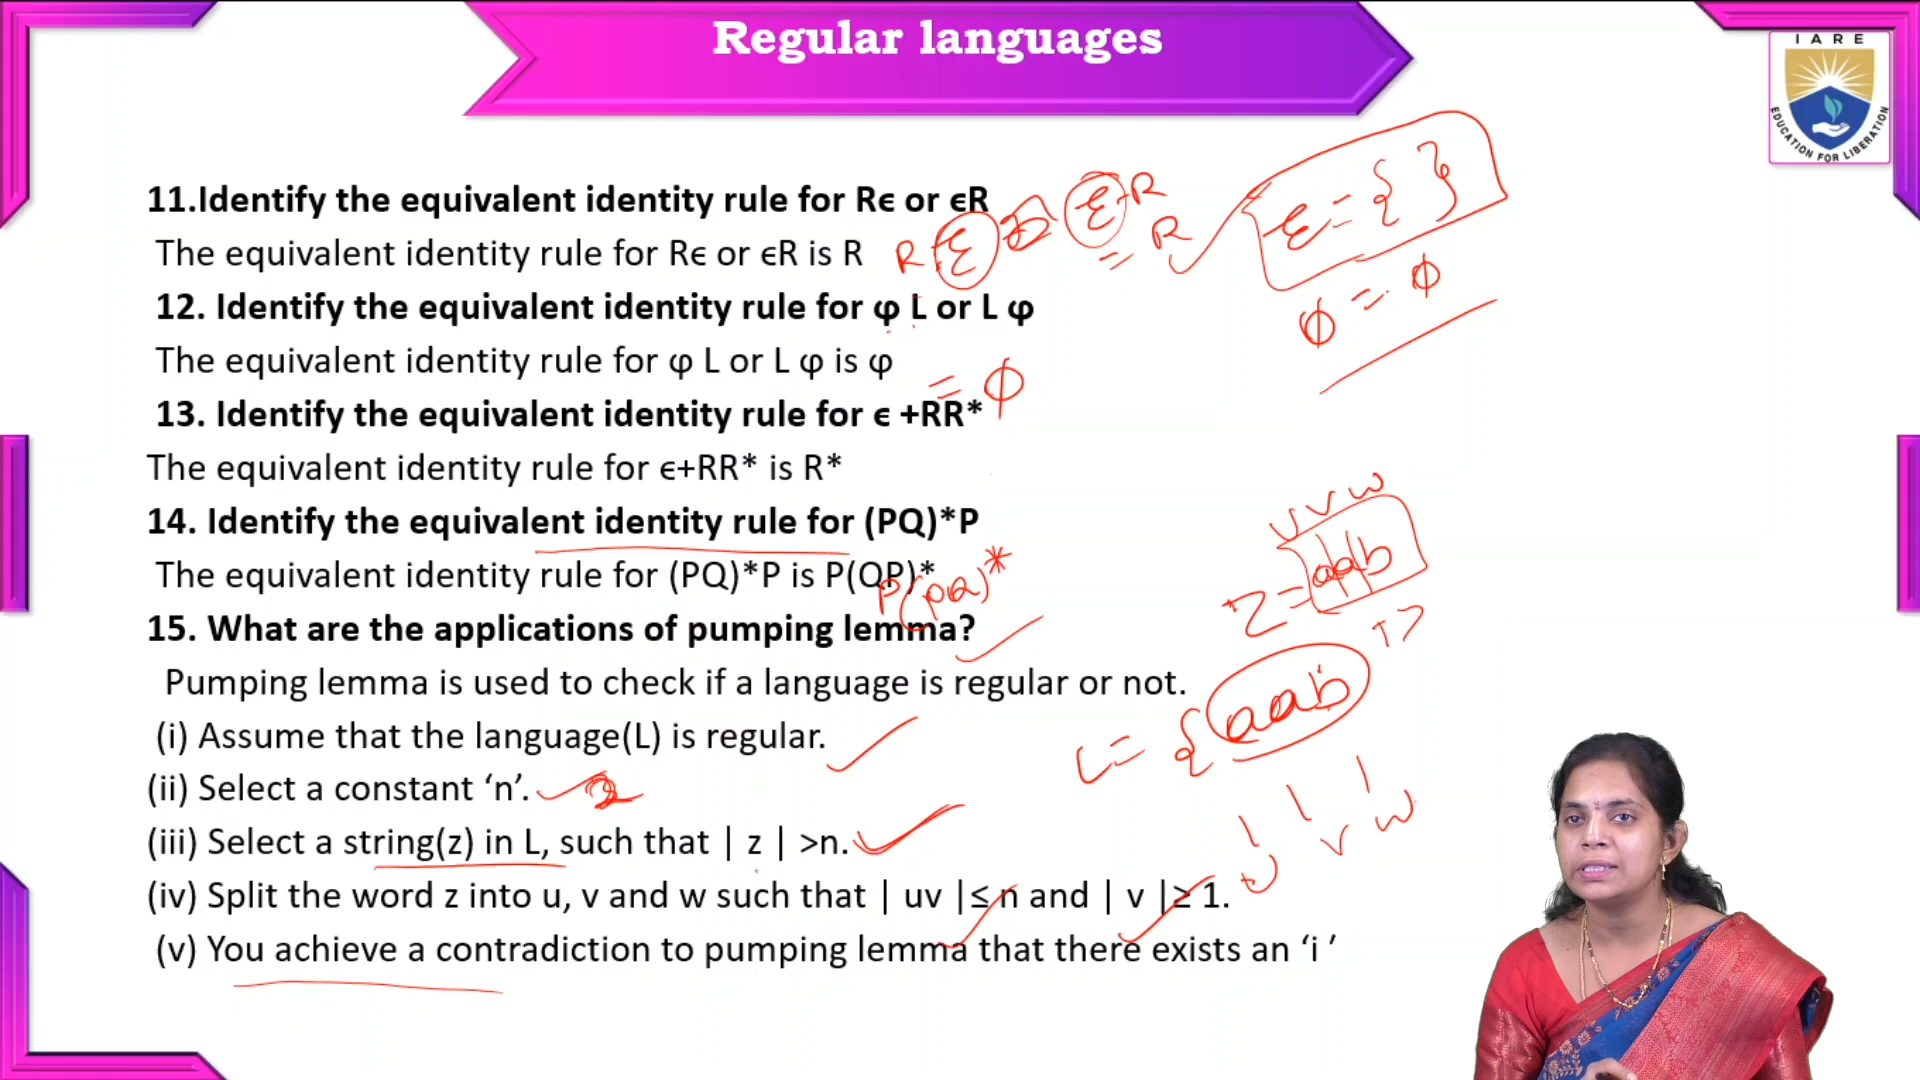 Regular languages
IARE
EDUCATION FOR LIBERATION
11.Identify the equivalent identity rule for Rϵ or ϵR
The equivalent identity rule for Rϵ or ϵR is R
R ε or ε R = R
ε = { }
ϕ = ϕ
12. Identify the equivalent identity rule for φ L or L φ
The equivalent identity rule for φ L or L φ is φ
= ϕ
13. Identify the equivalent identity rule for ϵ +RR*
The equivalent identity rule for ϵ+RR* is R*
14. Identify the equivalent identity rule for (PQ)*P
The equivalent identity rule for (PQ)*P is P(QP)*
P(PQ)*
15. What are the applications of pumping lemma?
Pumping lemma is used to check if a language is regular or not.
(i) Assume that the language(L) is regular.
(ii) Select a constant ‘n’.
2
(iii) Select a string(z) in L, such that | z | >n.
(iv) Split the word z into u, v and w such that | uv |≤ n and | v |≥ 1.
(v) You achieve a contradiction to pumping lemma that there exists an ‘i ’
U V W
Z = aab
L = { aab
U V W